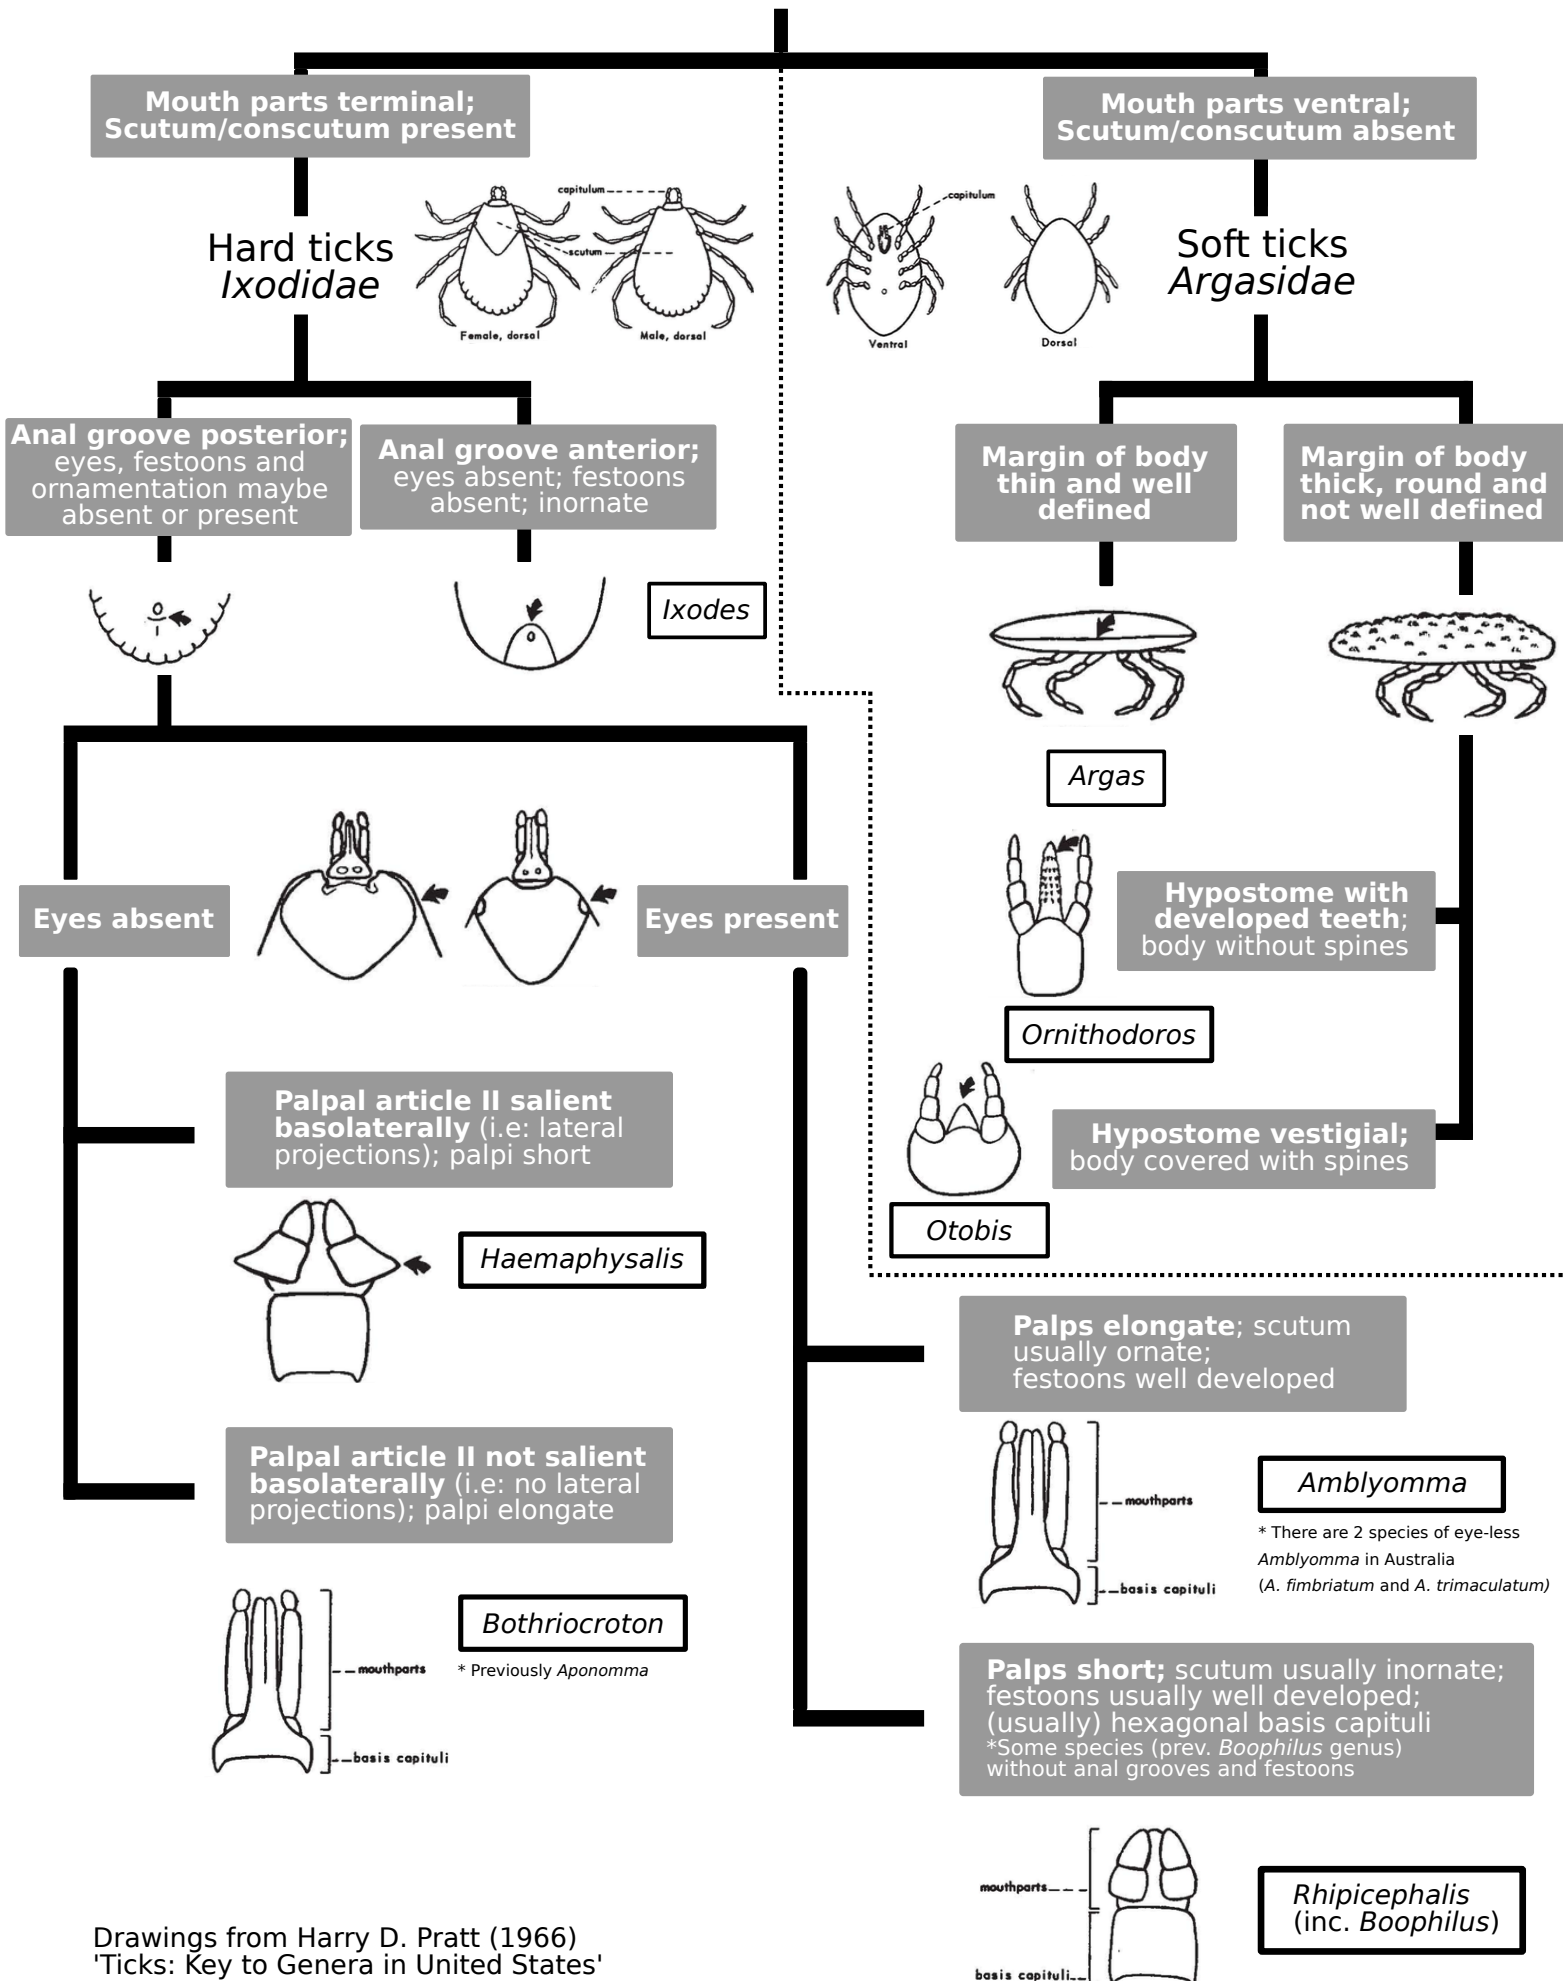 Mouth parts terminal;
Scutum/conscutum present
Mouth parts ventral;
Scutum/conscutum absent
Hard ticks
Ixodidae
capitulum
scutum
Female, dorsal
Male, dorsal
capitulum
Ventral
Dorsal
Soft ticks
Argasidae
Anal groove posterior;
eyes, festoons and
ornamentation maybe
absent or present
Anal groove anterior;
eyes absent; festoons
absent; inornate
Ixodes
Margin of body
thin and well
defined
Margin of body
thick, round and
not well defined
Argas
Eyes absent
Eyes present
Hypostome with
developed teeth;
body without spines
Ornithodoros
Hypostome vestigial;
body covered with spines
Otobis
Palpal article II salient
basolaterally (i.e: lateral
projections); palpi short
Haemaphysalis
Palpal article II not salient
basolaterally (i.e: no lateral
projections); palpi elongate
mouthparts
basis capituli
Bothriocroton
* Previously Aponomma
Palps elongate; scutum
usually ornate;
festoons well developed
mouthparts
basis capituli
Amblyomma
* There are 2 species of eye-less
Amblyomma in Australia
(A. fimbriatum and A. trimaculatum)
Palps short; scutum usually inornate;
festoons usually well developed;
(usually) hexagonal basis capituli
*Some species (prev. Boophilus genus)
without anal grooves and festoons
mouthparts
basis capituli
Rhipicephalis
(inc. Boophilus)
Drawings from Harry D. Pratt (1966)
'Ticks: Key to Genera in United States'